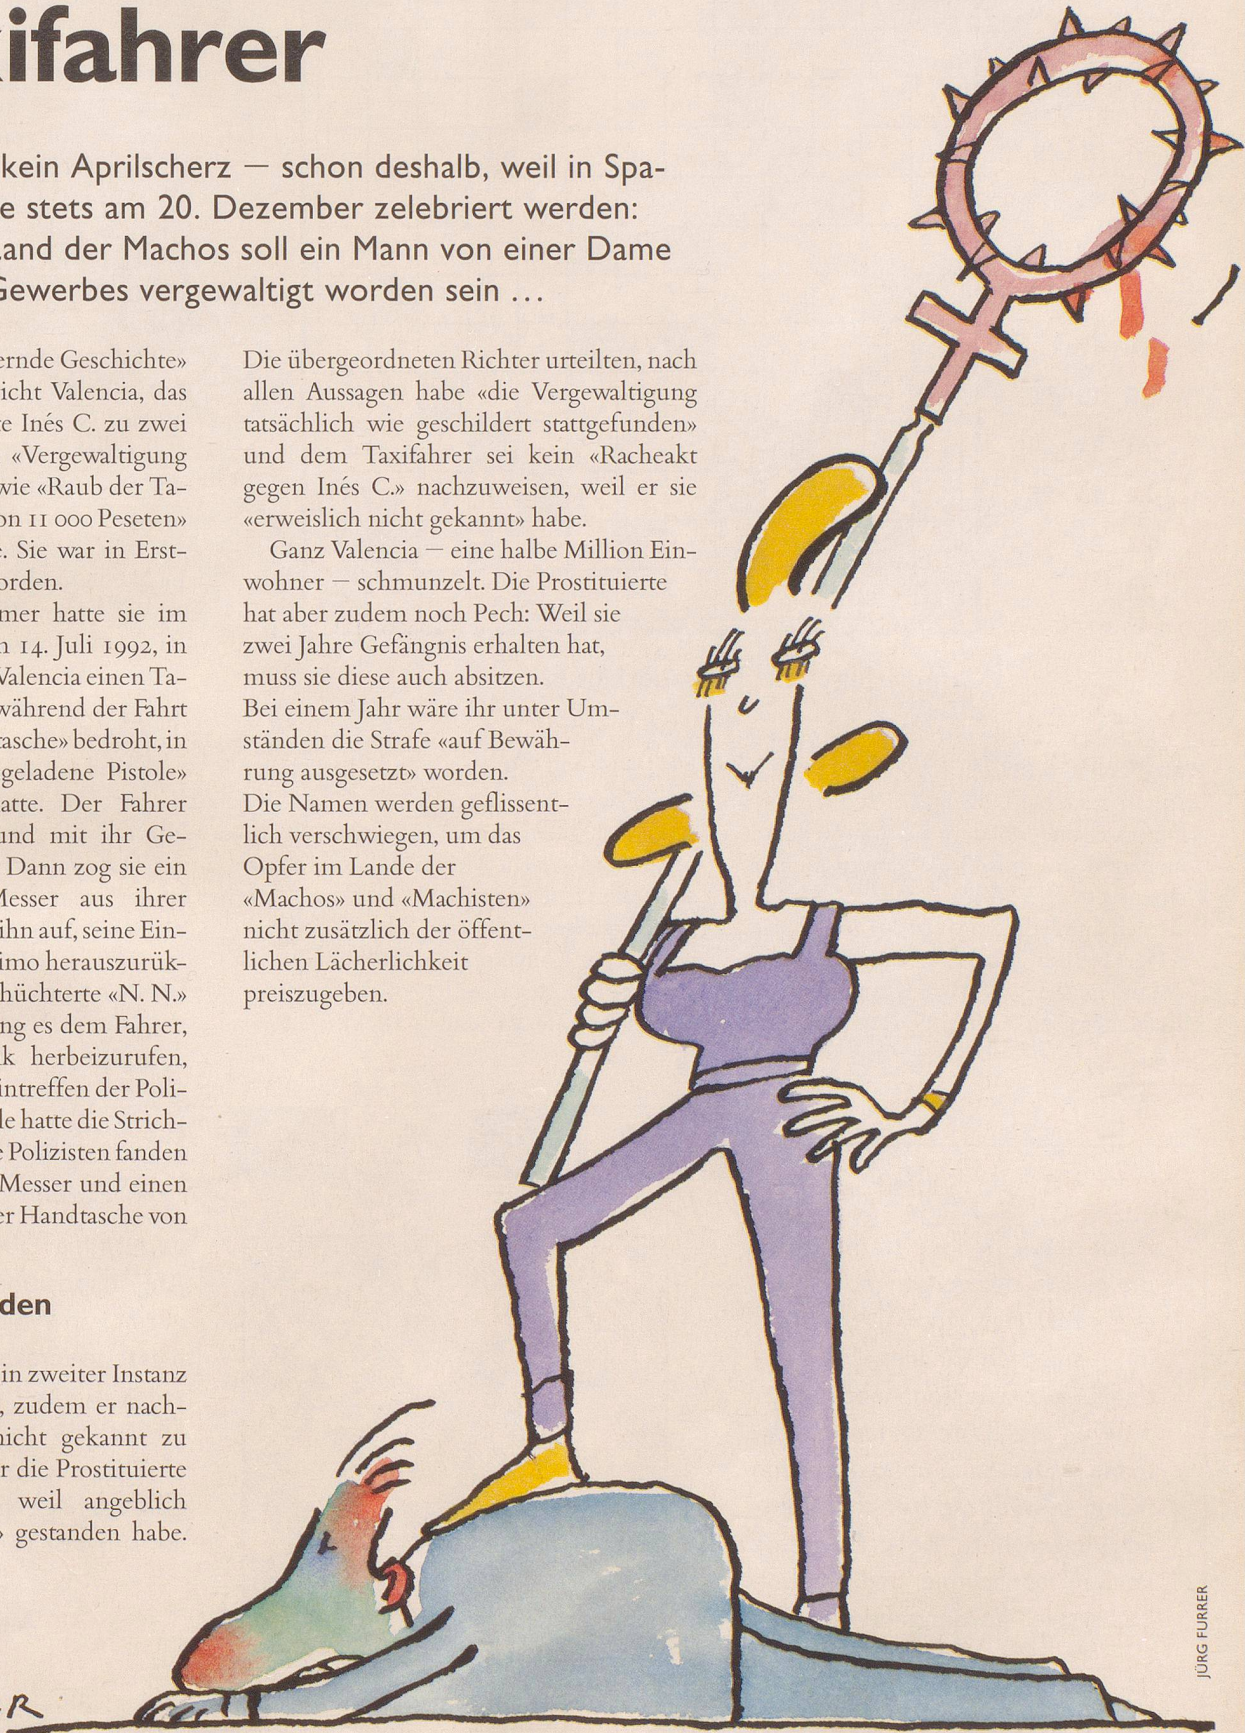 ifahrer
kein Aprilscherz — schon deshalb, weil in Spa-
e stets am 20. Dezember zelebriert werden:
Land der Machos soll ein Mann von einer Dame
Gewerbes vergewaltigt worden sein …
ernde Geschichte»
icht Valencia, das
te Inés C. zu zwei
«Vergewaltigung
wie «Raub der Ta-
on 11 000 Peseten»
e. Sie war in Erst-
orden.
mer hatte sie im
n 14. Juli 1992, in
Valencia einen Ta-
während der Fahrt
tasche» bedroht, in
geladene Pistole»
atte. Der Fahrer
und mit ihr Ge-
Dann zog sie ein
Messer aus ihrer
ihn auf, seine Ein-
imo herauszurük-
hüchterte «N. N.»
ng es dem Fahrer,
k herbeizurufen,
intreffen der Poli-
le hatte die Strich-
e Polizisten fanden
Messer und einen
er Handtasche von
den
in zweiter Instanz
, zudem er nach-
nicht gekannt zu
r die Prostituierte
weil angeblich
» gestanden habe.
Die übergeordneten Richter urteilten, nach
allen Aussagen habe «die Vergewaltigung
tatsächlich wie geschildert stattgefunden»
und dem Taxifahrer sei kein «Racheakt
gegen Inés C.» nachzuweisen, weil er sie
«erweislich nicht gekannt» habe.
Ganz Valencia — eine halbe Million Ein-
wohner — schmunzelt. Die Prostituierte
hat aber zudem noch Pech: Weil sie
zwei Jahre Gefängnis erhalten hat,
muss sie diese auch absitzen.
Bei einem Jahr wäre ihr unter Um-
ständen die Strafe «auf Bewäh-
rung ausgesetzt» worden.
Die Namen werden geflissent-
lich verschwiegen, um das
Opfer im Lande der
«Machos» und «Machisten»
nicht zusätzlich der öffent-
lichen Lächerlichkeit
preiszugeben.
JÜRG FURRER
R